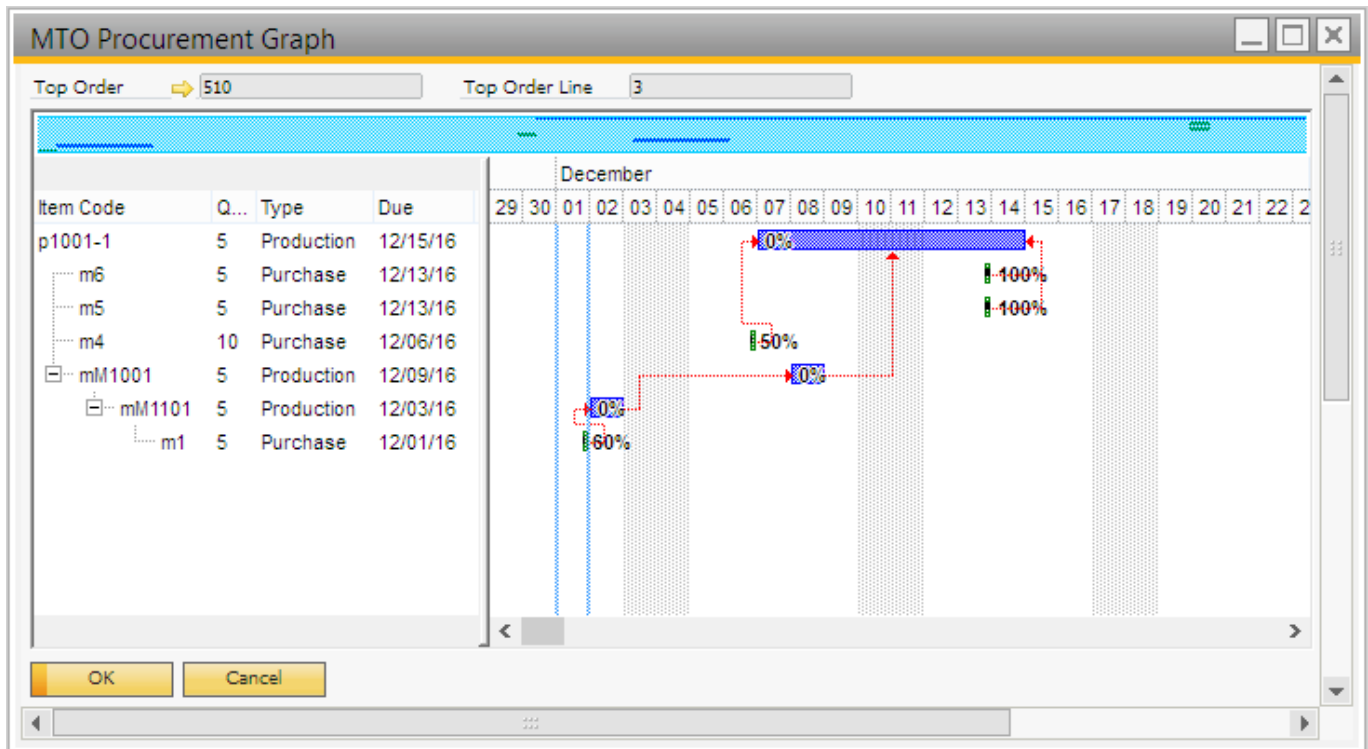 MTO Procurement Graph
Top Order 510 Top Order Line 3
December
Item Code Q... Type Due 29 30 01 02 03 04 05 06 07 08 09 10 11 12 13 14 15 16 17 18 19 20 21 22 2
p1001-1 5 Production 12/15/16 0%
m6 5 Purchase 12/13/16 100%
m5 5 Purchase 12/13/16 100%
m4 10 Purchase 12/06/16 50%
mM1001 5 Production 12/09/16 0%
mM1101 5 Production 12/03/16 0%
m1 5 Purchase 12/01/16 60%
OK Cancel